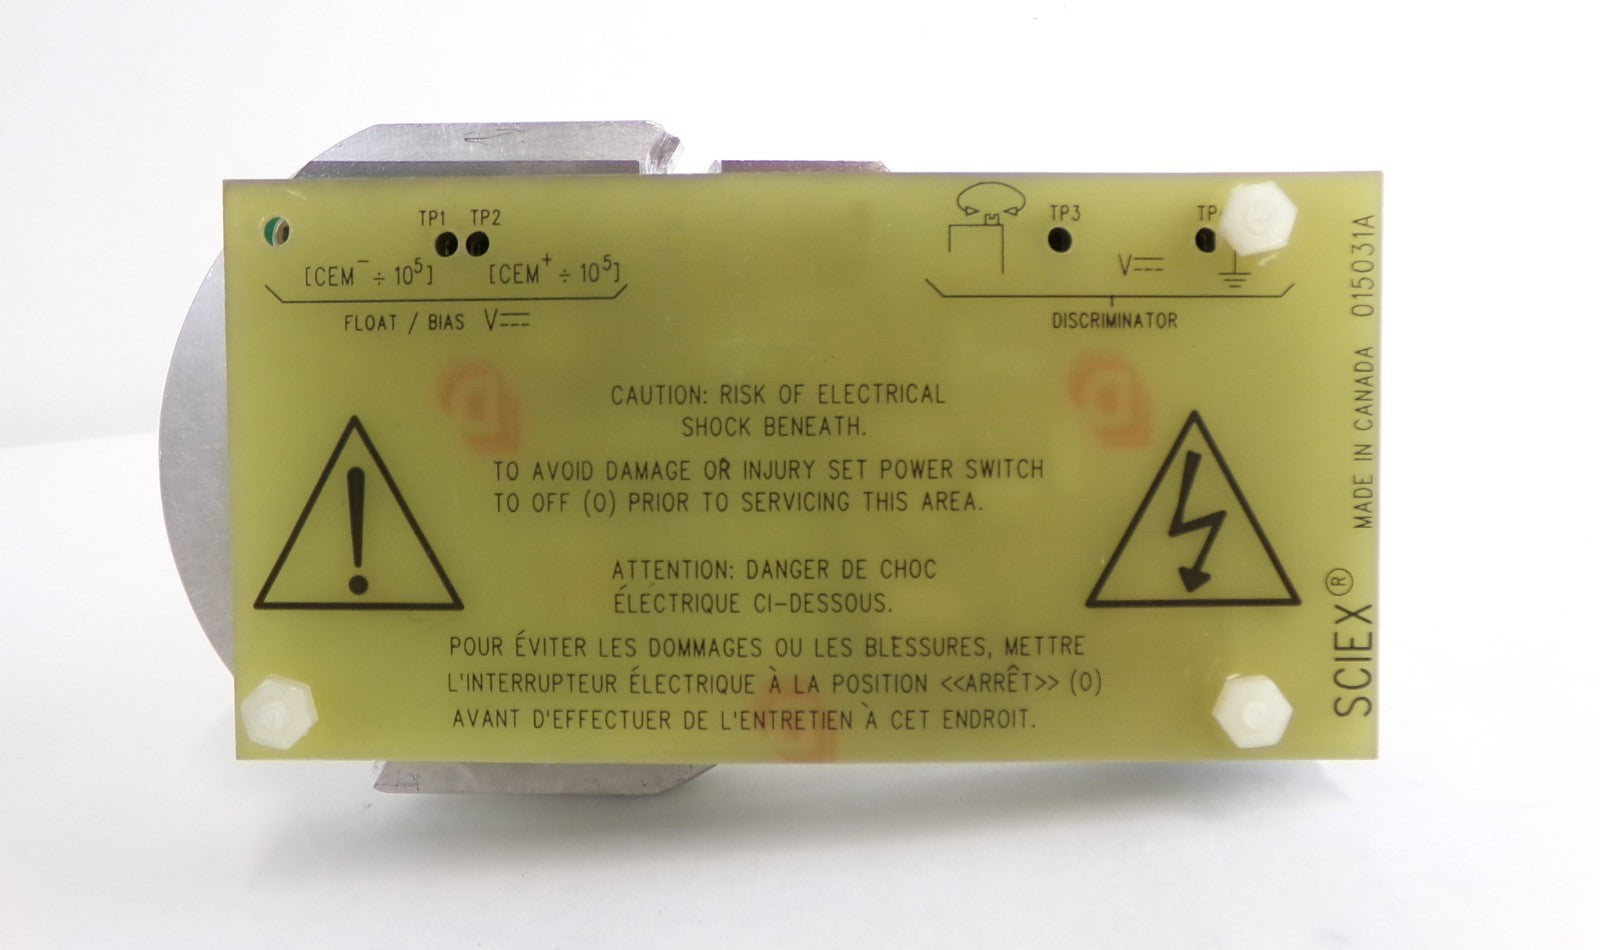 TP1 TP2
[CEM⁻ ÷ 10⁵] [CEM⁺ ÷ 10⁵]
FLOAT / BIAS V
TP3
V
DISCRIMINATOR
CAUTION: RISK OF ELECTRICAL
SHOCK BENEATH.
TO AVOID DAMAGE OR INJURY SET POWER SWITCH
TO OFF (O) PRIOR TO SERVICING THIS AREA.
ATTENTION: DANGER DE CHOC
ÉLECTRIQUE CI-DESSOUS.
POUR ÉVITER LES DOMMAGES OU LES BLESSURES, METTRE
L'INTERRUPTEUR ÉLECTRIQUE À LA POSITION <<ARRÊT>> (O)
AVANT D'EFFECTUER DE L'ENTRETIEN À CET ENDROIT.
SCIEX®
MADE IN CANADA 015031A